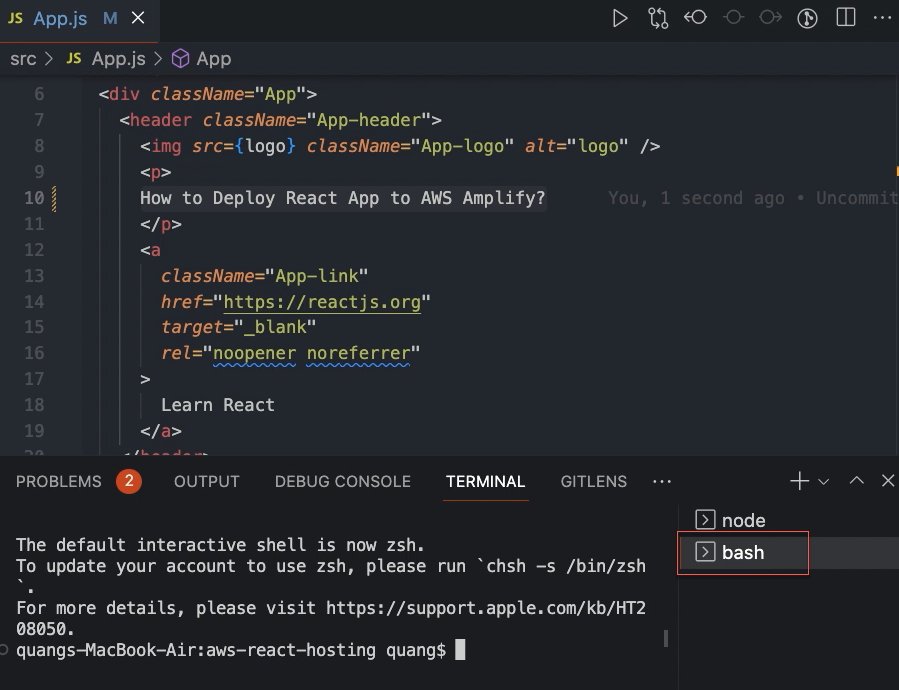 JS App.js M
src > JS App.js > App
6 <div className="App">
7 <header className="App-header">
8 <img src={logo} className="App-logo" alt="logo" />
9 <p>
10 How to Deploy React App to AWS Amplify? You, 1 second ago • Uncommit
11 </p>
12 <a
13 className="App-link"
14 href="https://reactjs.org"
15 target="_blank"
16 rel="noopener noreferrer"
17 >
18 Learn React
19 </a>
20 </header>
PROBLEMS 2 OUTPUT DEBUG CONSOLE TERMINAL GITLENS ...
node
bash
The default interactive shell is now zsh.
To update your account to use zsh, please run `chsh -s /bin/zsh
`.
For more details, please visit https://support.apple.com/kb/HT2
08050.
quangs-MacBook-Air:aws-react-hosting quang$